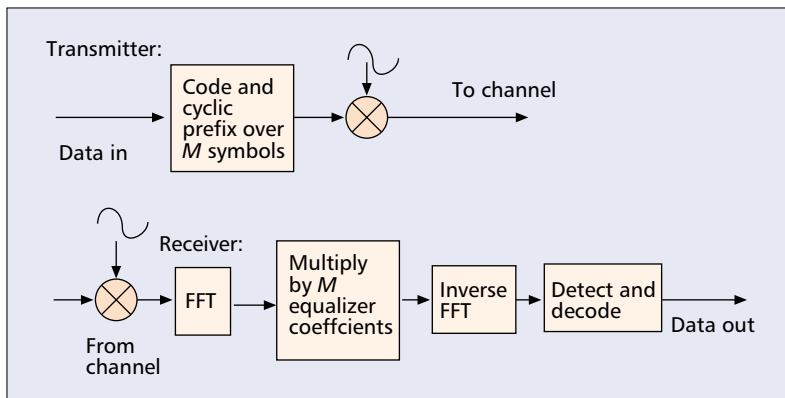 Transmitter:
Code and
cyclic
prefix over
M symbols
To channel
Data in
Receiver:
FFT
Multiply
by M
equalizer
coeffcients
Inverse
FFT
Detect and
decode
From
channel
Data out